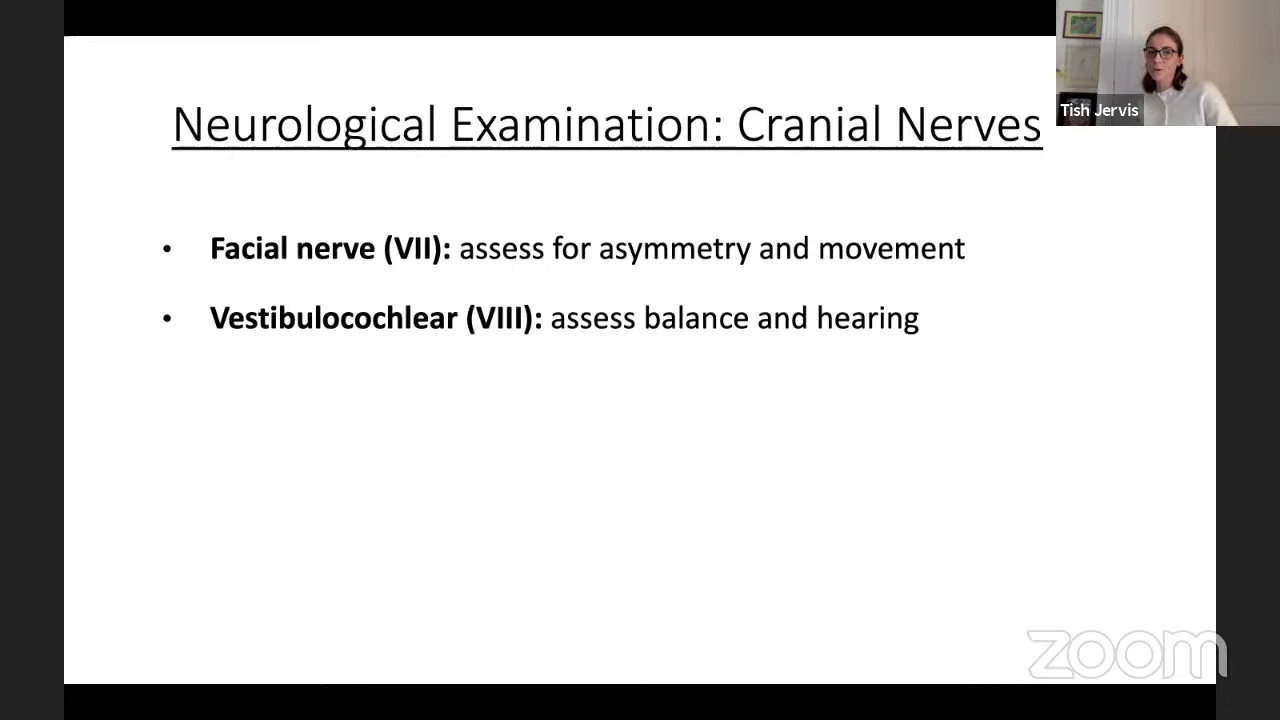 Neurological Examination: Cranial Nerves
Tish Jervis
• Facial nerve (VII): assess for asymmetry and movement
• Vestibulocochlear (VIII): assess balance and hearing
zoom